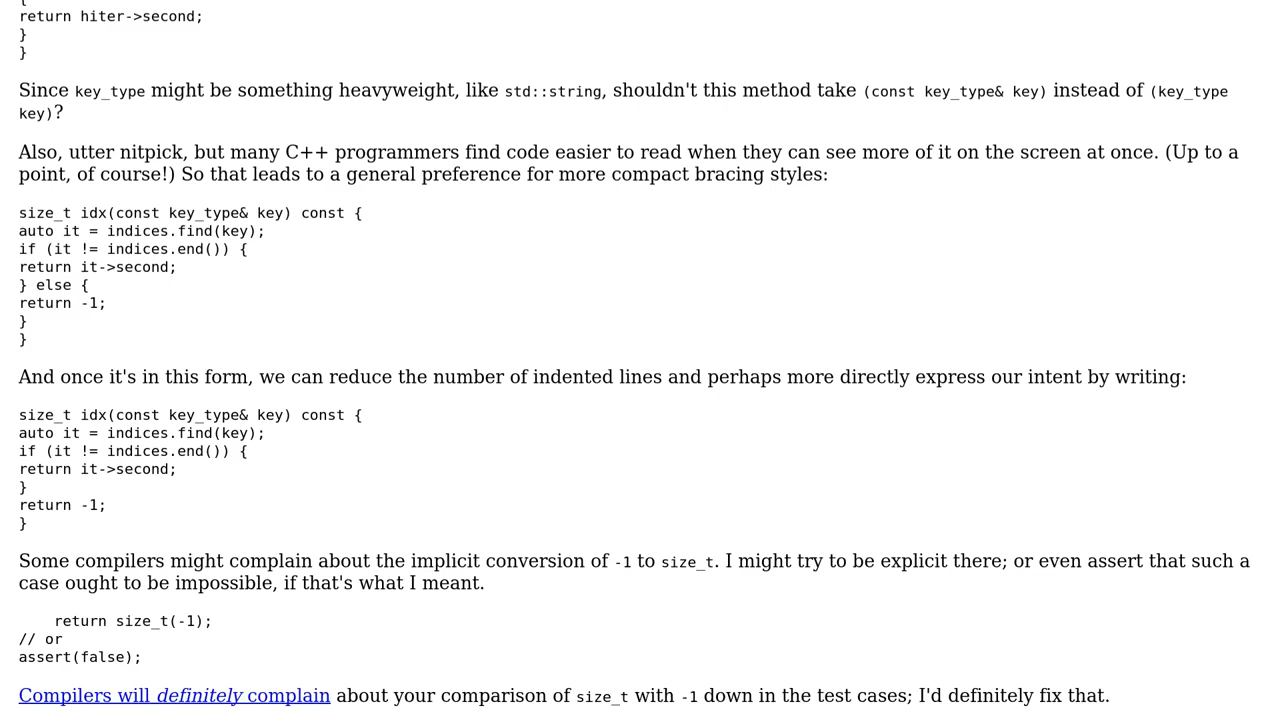 {
return hiter->second;
}
}
Since key_type might be something heavyweight, like std::string, shouldn't this method take (const key_type& key) instead of (key_type
key)?
Also, utter nitpick, but many C++ programmers find code easier to read when they can see more of it on the screen at once. (Up to a
point, of course!) So that leads to a general preference for more compact bracing styles:
size_t idx(const key_type& key) const {
auto it = indices.find(key);
if (it != indices.end()) {
return it->second;
} else {
return -1;
}
}
And once it's in this form, we can reduce the number of indented lines and perhaps more directly express our intent by writing:
size_t idx(const key_type& key) const {
auto it = indices.find(key);
if (it != indices.end()) {
return it->second;
}
return -1;
}
Some compilers might complain about the implicit conversion of -1 to size_t. I might try to be explicit there; or even assert that such a
case ought to be impossible, if that's what I meant.
    return size_t(-1);
// or
assert(false);
Compilers will definitely complain about your comparison of size_t with -1 down in the test cases; I'd definitely fix that.